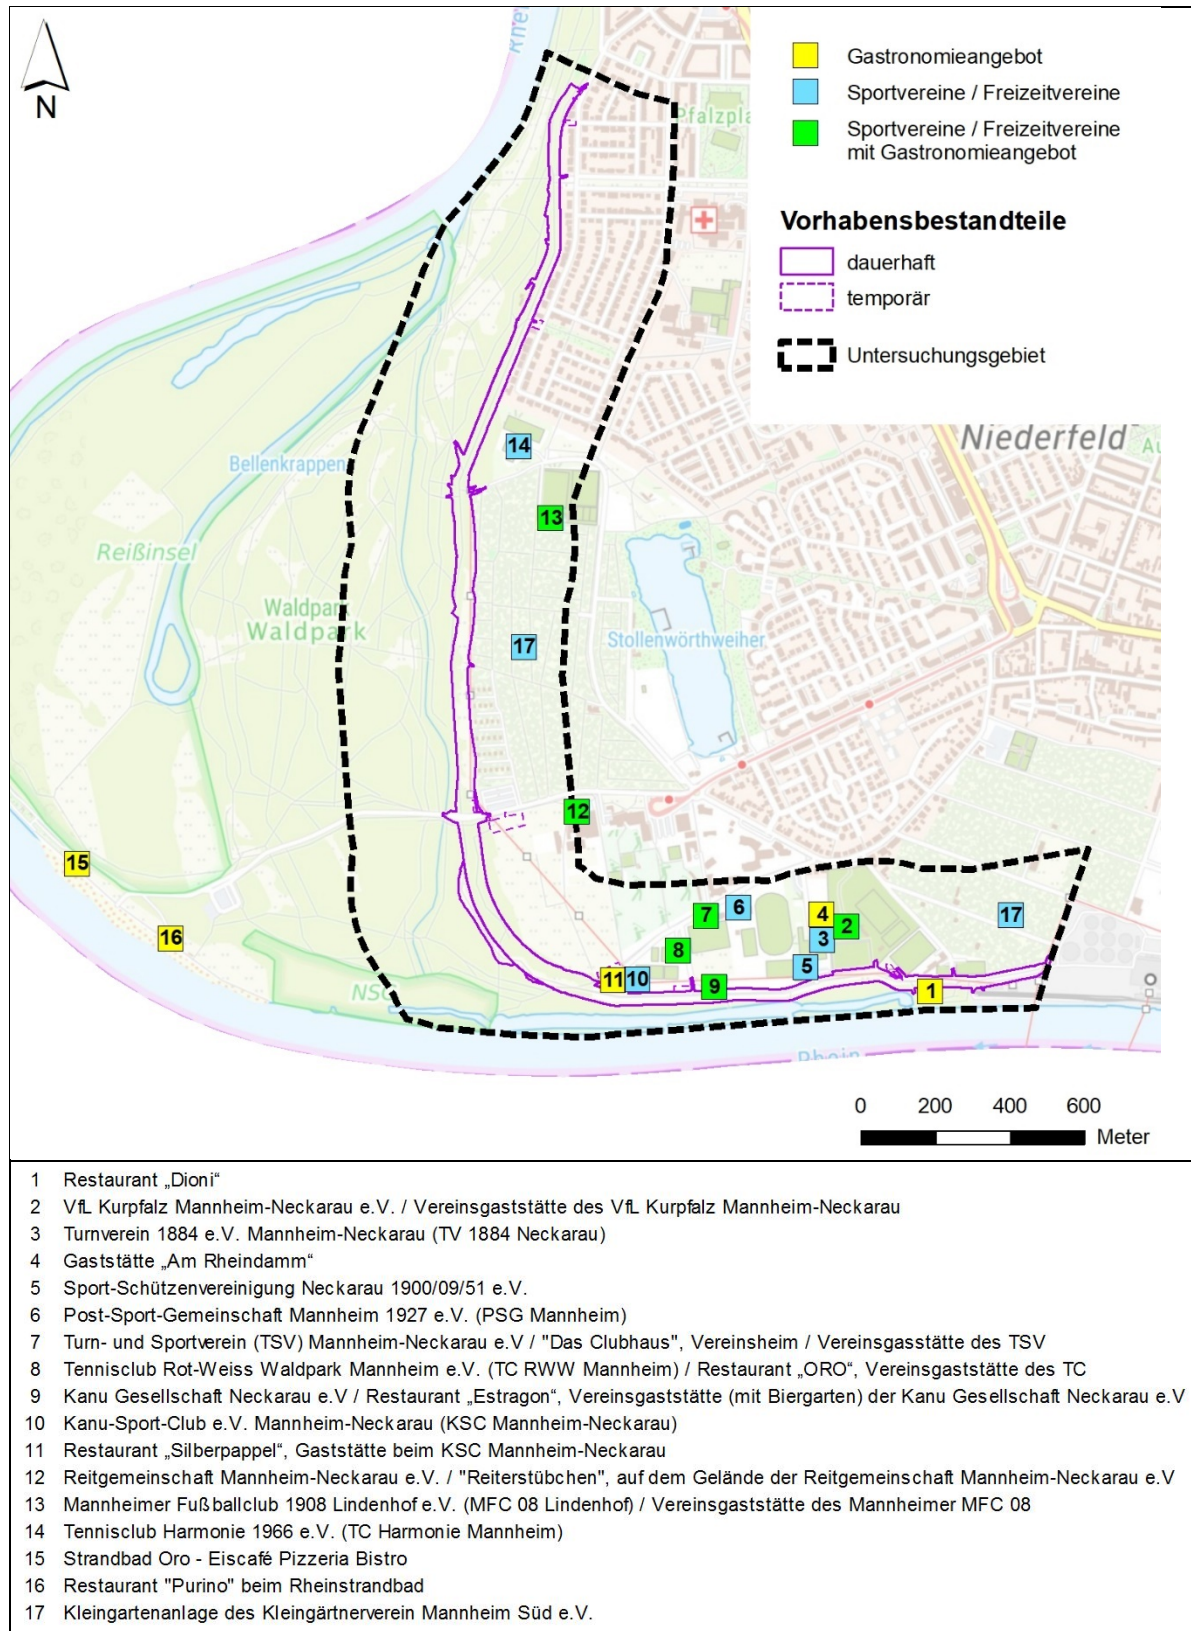 N
Gastronomieangebot
Sportvereine / Freizeitvereine
Sportvereine / Freizeitvereine
mit Gastronomieangebot
Vorhabensbestandteile
dauerhaft
temporär
Untersuchungsgebiet
Niederfeld
14
Bellenkrappen
13
Reißinsel
Waldpark
Waldpark
17
Stollenwörthweiher
12
15
16
7
6
4
2
17
8
3
5
11
10
9
1
NSG
Rhein
0 200 400 600
Meter
1 Restaurant „Dioni“
2 VfL Kurpfalz Mannheim-Neckarau e.V. / Vereinsgaststätte des VfL Kurpfalz Mannheim-Neckarau
3 Turnverein 1884 e.V. Mannheim-Neckarau (TV 1884 Neckarau)
4 Gaststätte „Am Rheindamm“
5 Sport-Schützenvereinigung Neckarau 1900/09/51 e.V.
6 Post-Sport-Gemeinschaft Mannheim 1927 e.V. (PSG Mannheim)
7 Turn- und Sportverein (TSV) Mannheim-Neckarau e.V / "Das Clubhaus", Vereinsheim / Vereinsgasstätte des TSV
8 Tennisclub Rot-Weiss Waldpark Mannheim e.V. (TC RWW Mannheim) / Restaurant „ORO“, Vereinsgaststätte des TC
9 Kanu Gesellschaft Neckarau e.V / Restaurant „Estragon“, Vereinsgaststätte (mit Biergarten) der Kanu Gesellschaft Neckarau e.V
10 Kanu-Sport-Club e.V. Mannheim-Neckarau (KSC Mannheim-Neckarau)
11 Restaurant „Silberpappel“, Gaststätte beim KSC Mannheim-Neckarau
12 Reitgemeinschaft Mannheim-Neckarau e.V. / "Reiterstübchen", auf dem Gelände der Reitgemeinschaft Mannheim-Neckarau e.V
13 Mannheimer Fußballclub 1908 Lindenhof e.V. (MFC 08 Lindenhof) / Vereinsgaststätte des Mannheimer MFC 08
14 Tennisclub Harmonie 1966 e.V. (TC Harmonie Mannheim)
15 Strandbad Oro - Eiscafé Pizzeria Bistro
16 Restaurant "Purino" beim Rheinstrandbad
17 Kleingartenanlage des Kleingärtnerverein Mannheim Süd e.V.